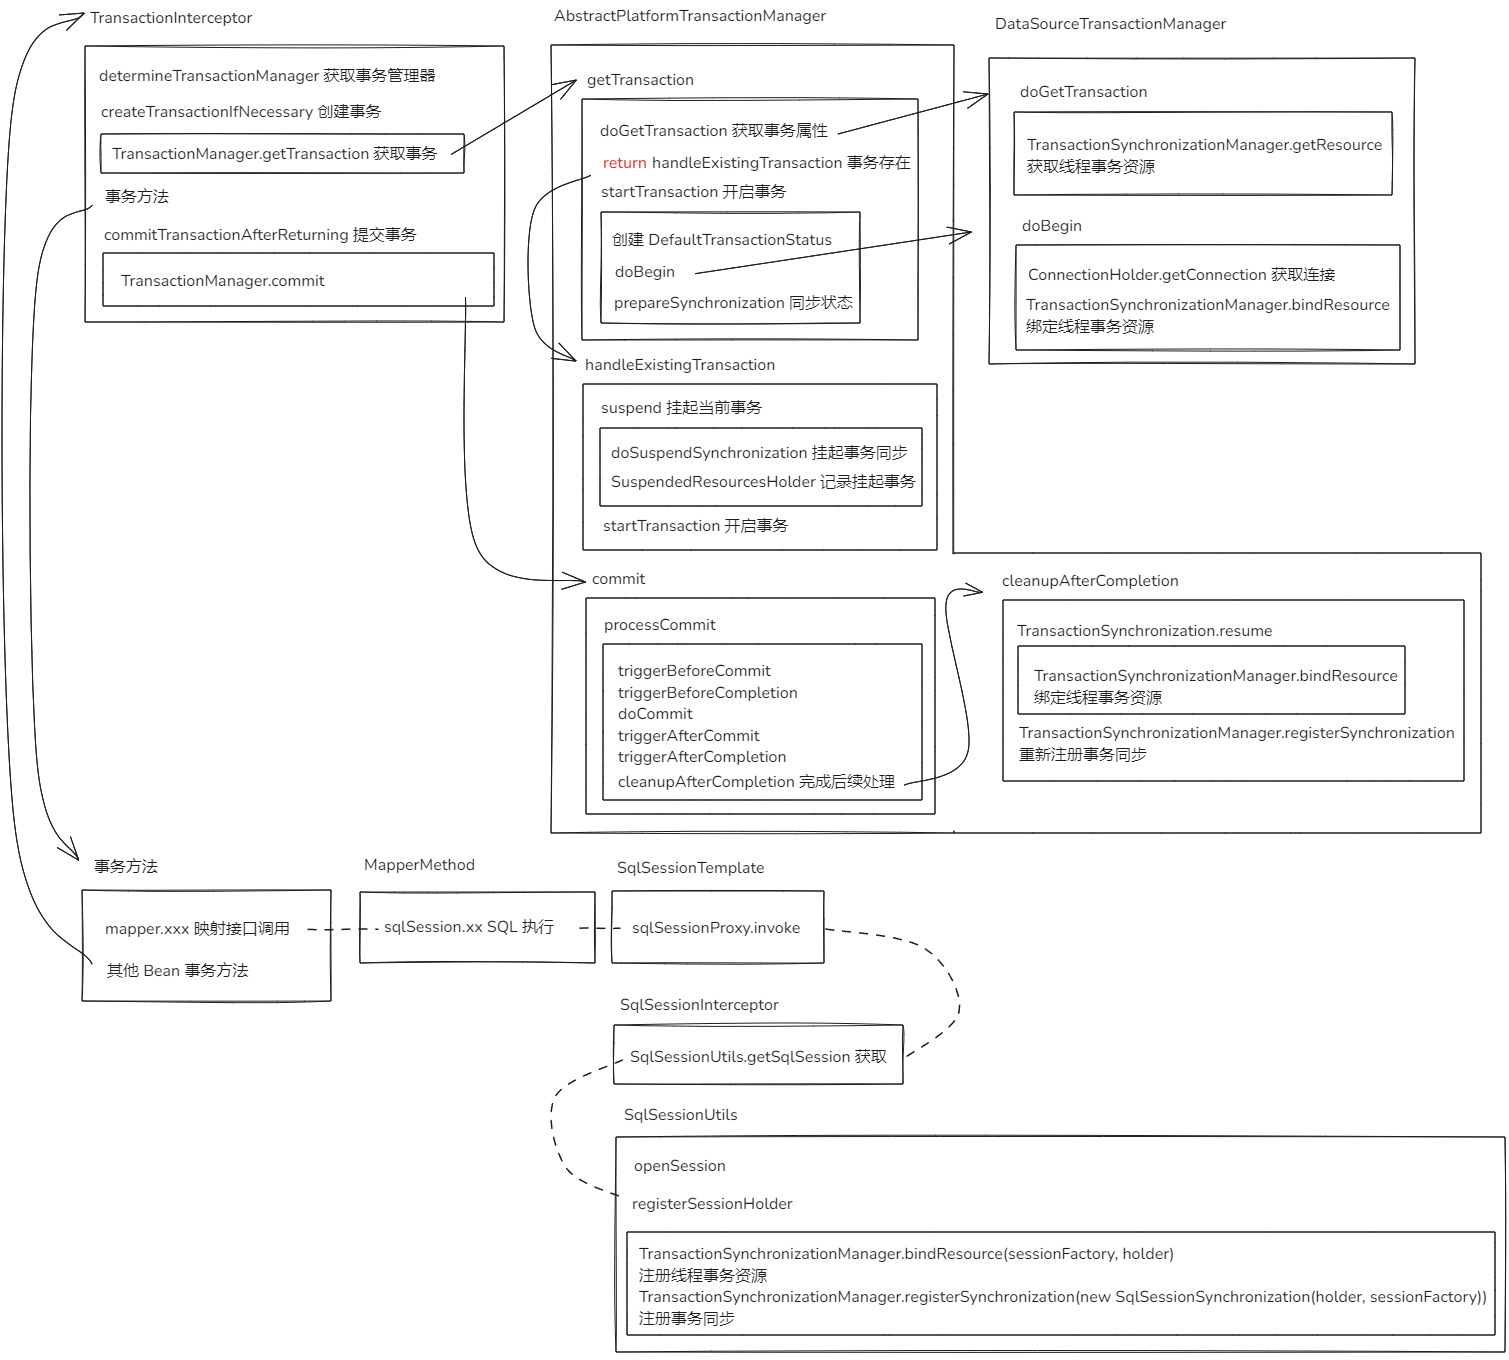 TransactionInterceptor
determineTransactionManager 获取事务管理器
createTransactionIfNecessary 创建事务
TransactionManager.getTransaction 获取事务
事务方法
commitTransactionAfterReturning 提交事务
TransactionManager.commit
AbstractPlatformTransactionManager
getTransaction
doGetTransaction 获取事务属性
return handleExistingTransaction 事务存在
startTransaction 开启事务
创建 DefaultTransactionStatus
doBegin
prepareSynchronization 同步状态
handleExistingTransaction
suspend 挂起当前事务
doSuspendSynchronization 挂起事务同步
SuspendedResourcesHolder 记录挂起事务
startTransaction 开启事务
commit
processCommit
triggerBeforeCommit
triggerBeforeCompletion
doCommit
triggerAfterCommit
triggerAfterCompletion
cleanupAfterCompletion 完成后续处理
DataSourceTransactionManager
doGetTransaction
TransactionSynchronizationManager.getResource
获取线程事务资源
doBegin
ConnectionHolder.getConnection 获取连接
TransactionSynchronizationManager.bindResource
绑定线程事务资源
cleanupAfterCompletion
TransactionSynchronization.resume
TransactionSynchronizationManager.bindResource
绑定线程事务资源
TransactionSynchronizationManager.registerSynchronization
重新注册事务同步
事务方法
mapper.xxx 映射接口调用
其他 Bean 事务方法
MapperMethod
sqlSession.xx SQL 执行
SqlSessionTemplate
sqlSessionProxy.invoke
SqlSessionInterceptor
SqlSessionUtils.getSqlSession 获取
SqlSessionUtils
openSession
registerSessionHolder
TransactionSynchronizationManager.bindResource(sessionFactory, holder)
注册线程事务资源
TransactionSynchronizationManager.registerSynchronization(new SqlSessionSynchronization(holder, sessionFactory))
注册事务同步